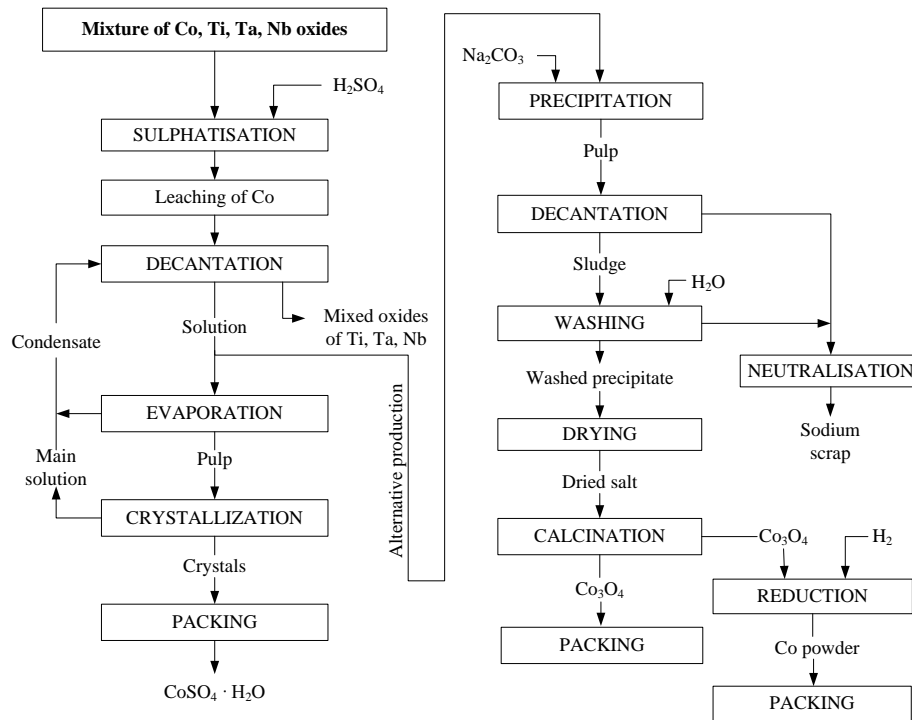 Mixture of Co, Ti, Ta, Nb oxides
H₂SO₄
SULPHATISATION
Leaching of Co
DECANTATION
Solution
Mixed oxides
of Ti, Ta, Nb
Condensate
EVAPORATION
Main
solution
Pulp
CRYSTALLIZATION
Crystals
PACKING
CoSO₄ · H₂O
Alternative production
Na₂CO₃
PRECIPITATION
Pulp
DECANTATION
Sludge
H₂O
WASHING
Washed precipitate
NEUTRALISATION
Sodium
scrap
DRYING
Dried salt
CALCINATION
Co₃O₄
H₂
Co₃O₄
REDUCTION
PACKING
Co powder
PACKING